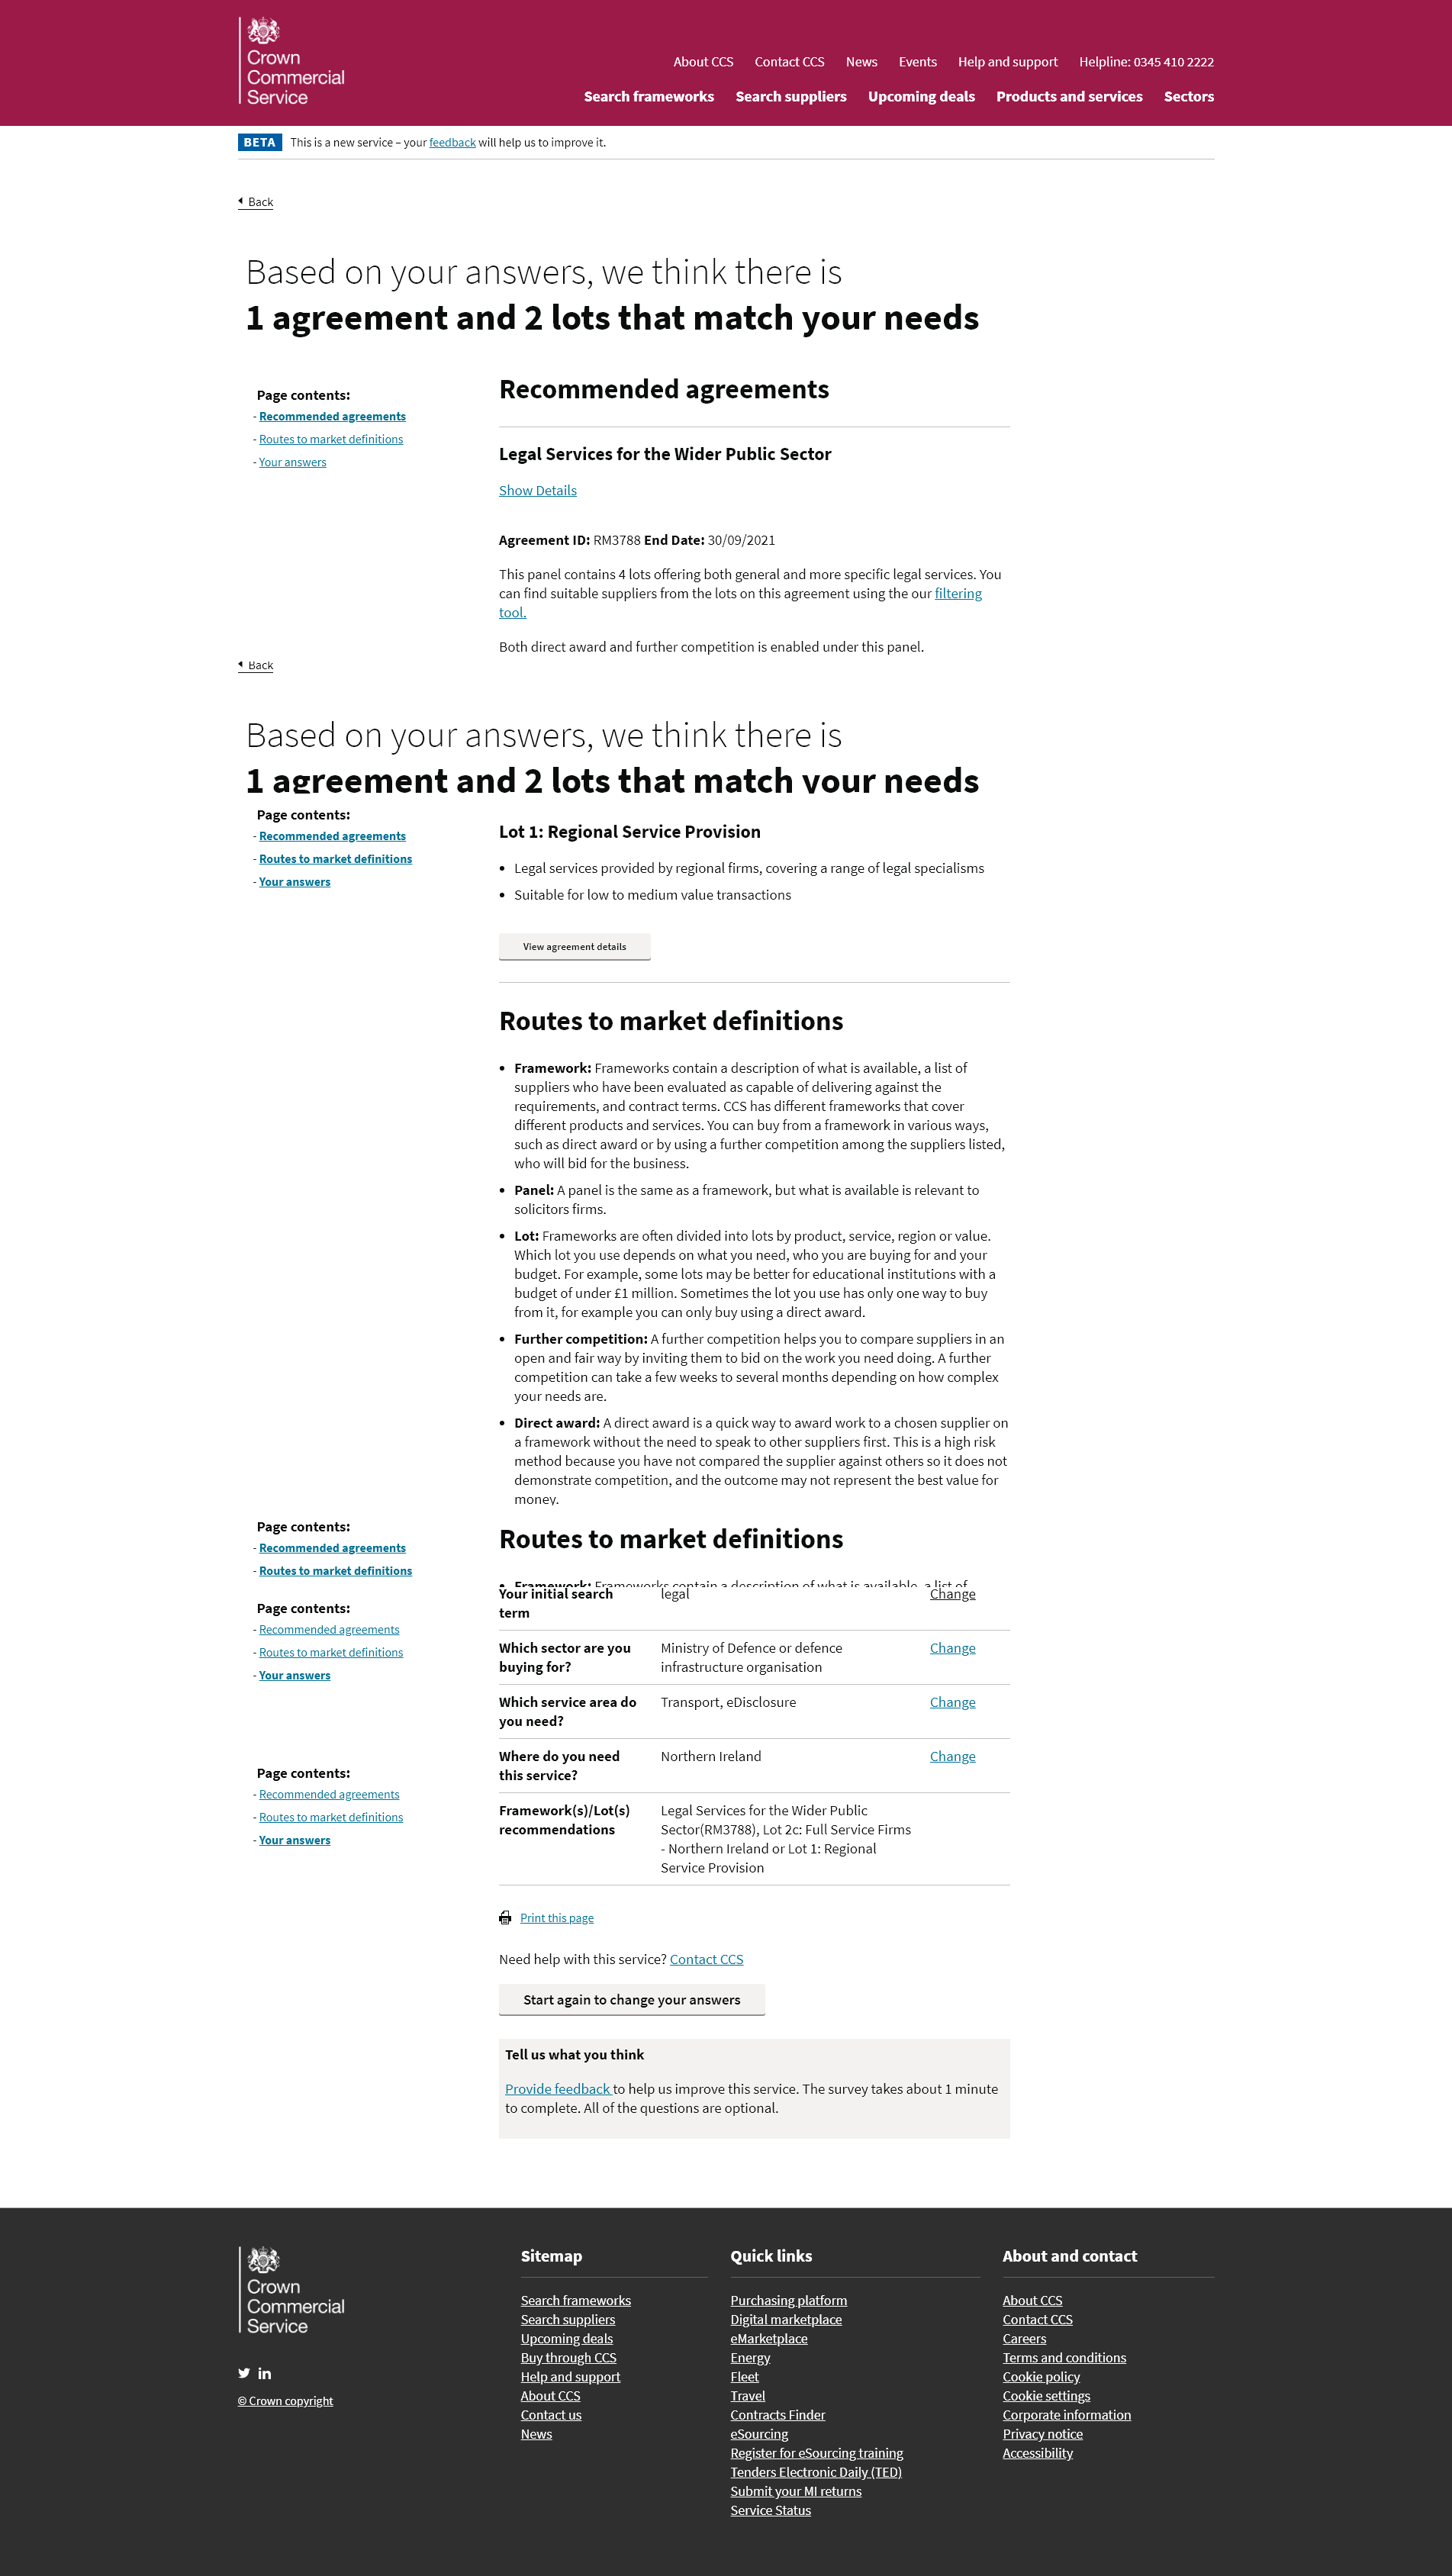 Crown
Commercial
Service
About CCS Contact CCS News Events Help and support Helpline: 0345 410 2222
Search frameworks Search suppliers Upcoming deals Products and services Sectors
BETA This is a new service – your feedback will help us to improve it.
Back
Based on your answers, we think there is
1 agreement and 2 lots that match your needs
Page contents:
- Recommended agreements
- Routes to market definitions
- Your answers
Recommended agreements
Legal Services for the Wider Public Sector
Show Details
Agreement ID: RM3788 End Date: 30/09/2021
This panel contains 4 lots offering both general and more specific legal services. You
can find suitable suppliers from the lots on this agreement using the our filtering
tool.
Both direct award and further competition is enabled under this panel.
Back
Based on your answers, we think there is
1 agreement and 2 lots that match your needs
Page contents:
- Recommended agreements
- Routes to market definitions
- Your answers
Lot 1: Regional Service Provision
• Legal services provided by regional firms, covering a range of legal specialisms
• Suitable for low to medium value transactions
View agreement details
Routes to market definitions
• Framework: Frameworks contain a description of what is available, a list of
suppliers who have been evaluated as capable of delivering against the
requirements, and contract terms. CCS has different frameworks that cover
different products and services. You can buy from a framework in various ways,
such as direct award or by using a further competition among the suppliers listed,
who will bid for the business.
• Panel: A panel is the same as a framework, but what is available is relevant to
solicitors firms.
• Lot: Frameworks are often divided into lots by product, service, region or value.
Which lot you use depends on what you need, who you are buying for and your
budget. For example, some lots may be better for educational institutions with a
budget of under £1 million. Sometimes the lot you use has only one way to buy
from it, for example you can only buy using a direct award.
• Further competition: A further competition helps you to compare suppliers in an
open and fair way by inviting them to bid on the work you need doing. A further
competition can take a few weeks to several months depending on how complex
your needs are.
• Direct award: A direct award is a quick way to award work to a chosen supplier on
a framework without the need to speak to other suppliers first. This is a high risk
method because you have not compared the supplier against others so it does not
demonstrate competition, and the outcome may not represent the best value for
money.
Page contents:
- Recommended agreements
- Routes to market definitions
Routes to market definitions
• Framework: Frameworks contain a description of what is available, a list of
Page contents:
- Recommended agreements
- Routes to market definitions
- Your answers
Your initial search legal Change
term
Which sector are you Ministry of Defence or defence Change
buying for? infrastructure organisation
Which service area do Transport, eDisclosure Change
you need?
Where do you need Northern Ireland Change
this service?
Page contents:
- Recommended agreements
- Routes to market definitions
- Your answers
Framework(s)/Lot(s) Legal Services for the Wider Public
recommendations Sector(RM3788), Lot 2c: Full Service Firms
- Northern Ireland or Lot 1: Regional
Service Provision
Print this page
Need help with this service? Contact CCS
Start again to change your answers
Tell us what you think
Provide feedback to help us improve this service. The survey takes about 1 minute
to complete. All of the questions are optional.
Crown
Commercial
Service
© Crown copyright
Sitemap
Search frameworks
Search suppliers
Upcoming deals
Buy through CCS
Help and support
About CCS
Contact us
News
Quick links
Purchasing platform
Digital marketplace
eMarketplace
Energy
Fleet
Travel
Contracts Finder
eSourcing
Register for eSourcing training
Tenders Electronic Daily (TED)
Submit your MI returns
Service Status
About and contact
About CCS
Contact CCS
Careers
Terms and conditions
Cookie policy
Cookie settings
Corporate information
Privacy notice
Accessibility